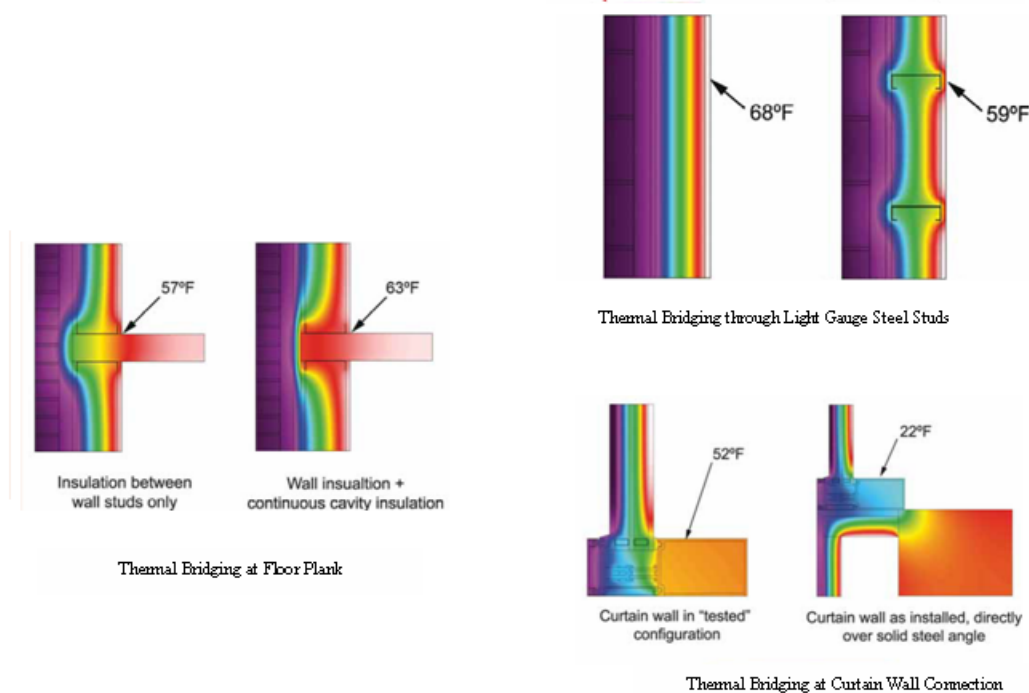 68ºF
59ºF
Thermal Bridging through Light Gauge Steel Studs
57ºF
63ºF
Insulation between
wall studs only
Wall insualtion +
continuous cavity insulation
Thermal Bridging at Floor Plank
52ºF
22ºF
Curtain wall in "tested"
configuration
Curtain wall as installed, directly
over solid steel angle
Thermal Bridging at Curtain Wall Connection